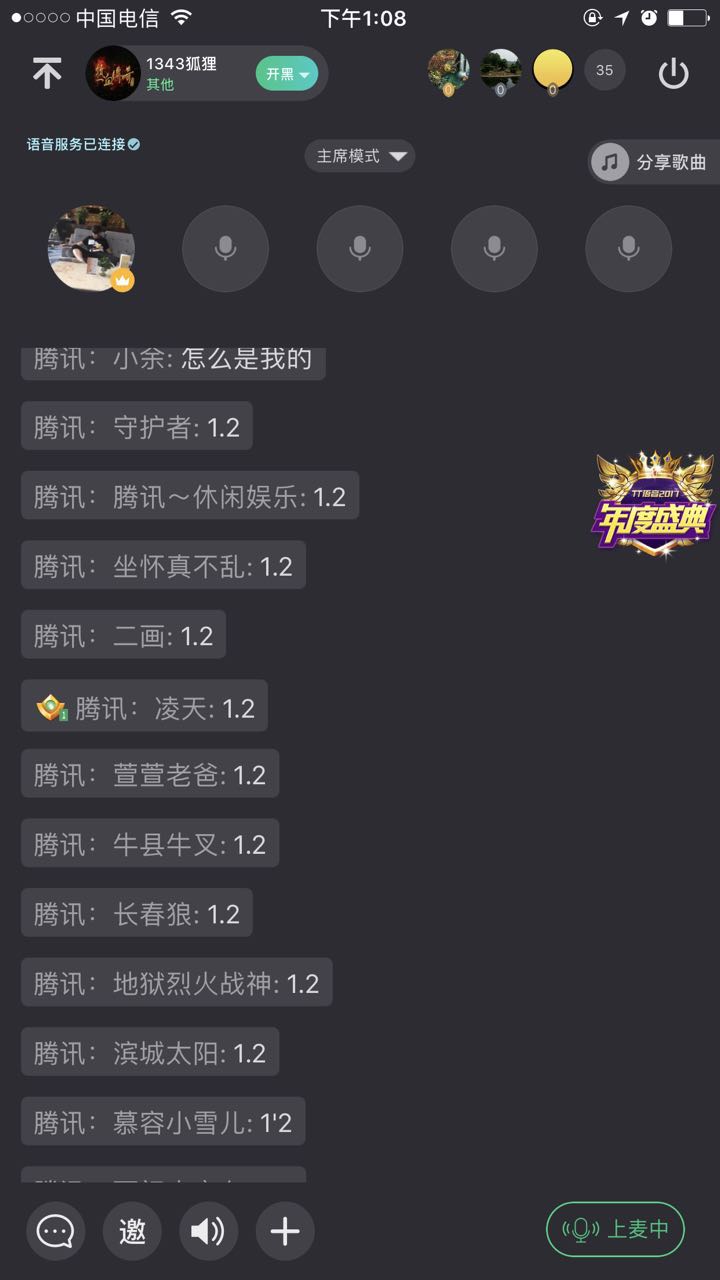 中国电信
下午1:08
1343狐狸
其他
开黑
0
0
0
35
语音服务已连接
主席模式
分享歌曲
腾讯：小余: 怎么是我的
腾讯：守护者: 1.2
腾讯：腾讯～休闲娱乐: 1.2
TT语音2017
年度盛典
腾讯：坐怀真不乱: 1.2
腾讯：二画: 1.2
1 腾讯：凌天: 1.2
腾讯：萱萱老爸: 1.2
腾讯：牛县牛叉: 1.2
腾讯：长春狼: 1.2
腾讯：地狱烈火战神: 1.2
腾讯：滨城太阳: 1.2
腾讯：慕容小雪儿: 1'2
邀
上麦中